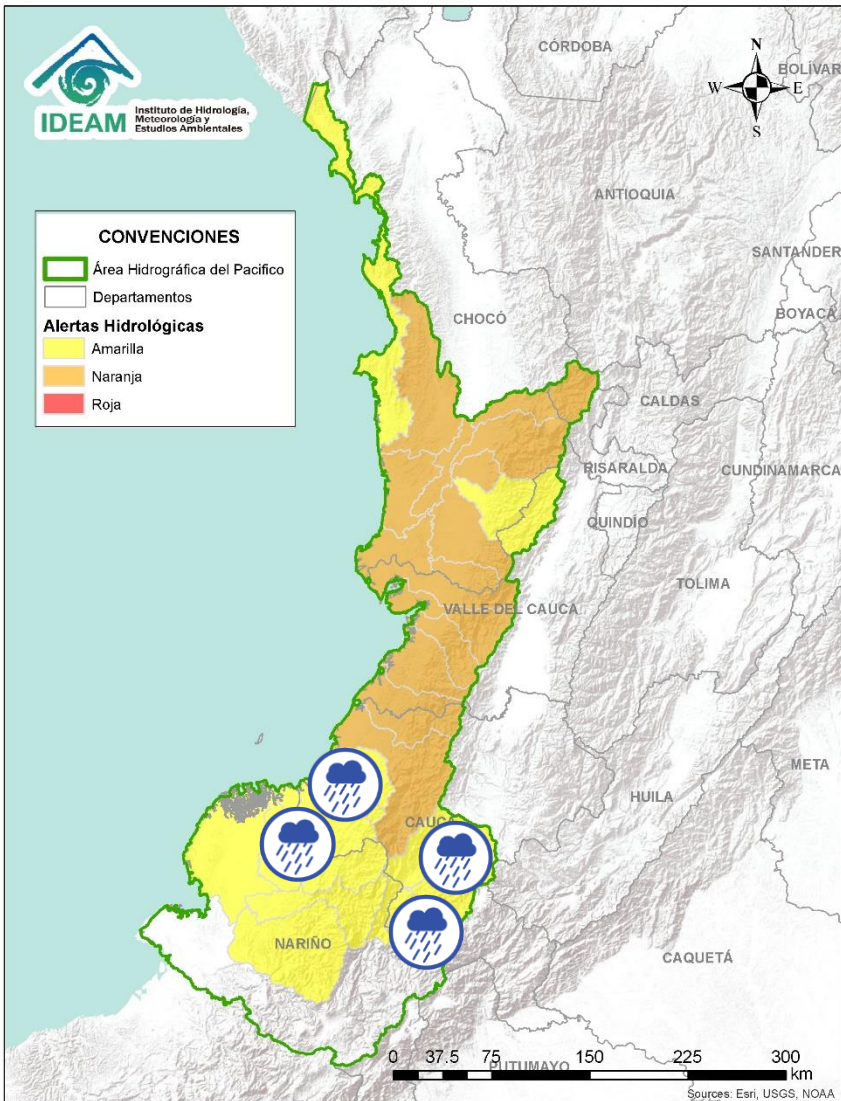 IDEAM
Instituto de Hidrología,
Meteorología y
Estudios Ambientales
N
W
E
S
CÓRDOBA
BOLÍVAR
ANTIOQUIA
SANTANDER
BOYACÁ
CONVENCIONES
Área Hidrográfica del Pacifico
Departamentos
Alertas Hidrológicas
Amarilla
Naranja
Roja
CHOCÓ
CALDAS
RISARALDA
CUNDINAMARCA
QUINDÍO
TOLIMA
VALLE DEL CAUCA
META
HUILA
CAUCA
NARIÑO
CAQUETÁ
PUTUMAYO
0 37.5 75 150 225 300
km
Sources: Esri, USGS, NOAA